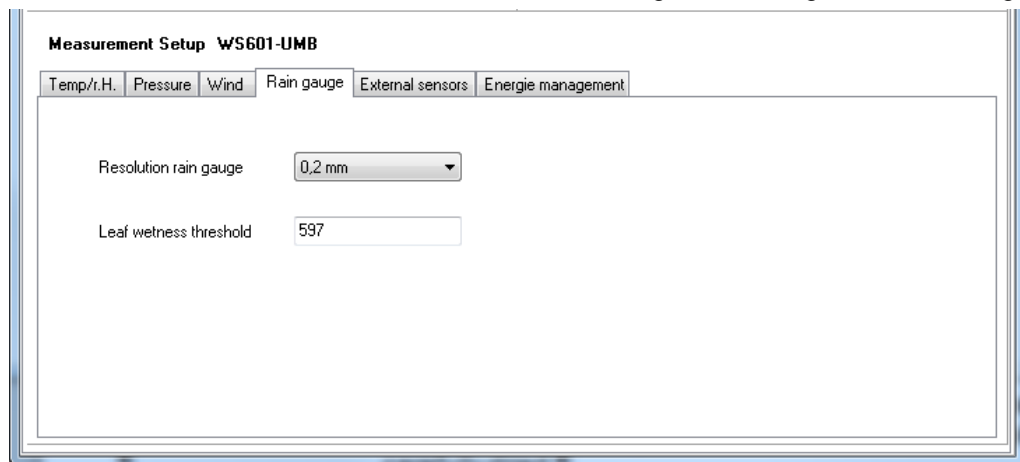 Measurement Setup WS601-UMB
Temp/r.H. Pressure Wind Rain gauge External sensors Energie management
Resolution rain gauge 0,2 mm
Leaf wetness threshold 597